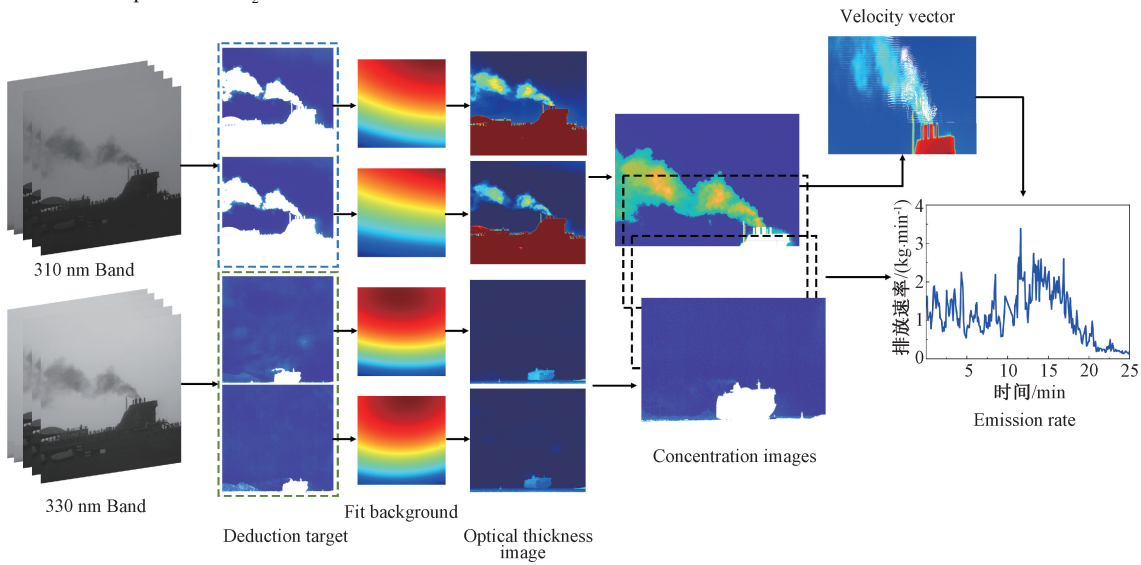 Velocity vector
310 nm Band
330 nm Band
Deduction target
Fit background
Optical thickness
image
Concentration images
排放速率/(kg·min⁻¹)
4
3
2
1
0
5
10
15
20
25
时间/min
Emission rate